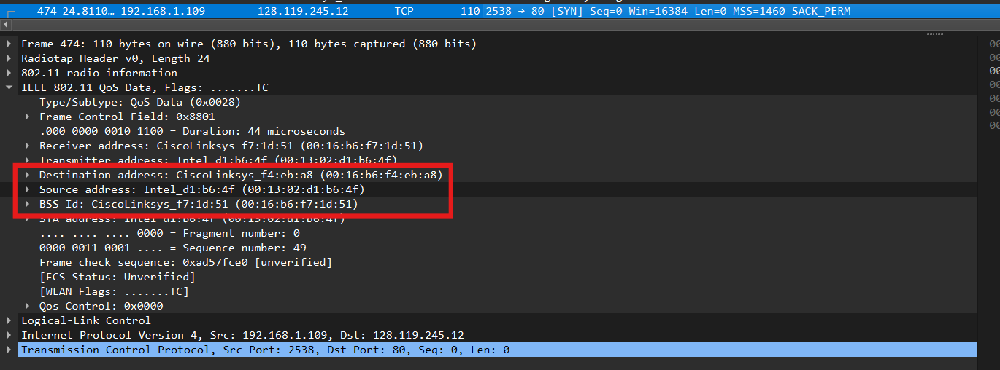 474 24.8110… 192.168.1.109 128.119.245.12 TCP 110 2538 → 80 [SYN] Seq=0 Win=16384 Len=0 MSS=1460 SACK_PERM
Frame 474: 110 bytes on wire (880 bits), 110 bytes captured (880 bits)
Radiotap Header v0, Length 24
802.11 radio information
IEEE 802.11 QoS Data, Flags: .......TC
Type/Subtype: QoS Data (0x0028)
Frame Control Field: 0x8801
.000 0000 0010 1100 = Duration: 44 microseconds
Receiver address: CiscoLinksys_f7:1d:51 (00:16:b6:f7:1d:51)
Transmitter address: Intel_d1:b6:4f (00:13:02:d1:b6:4f)
Destination address: CiscoLinksys_f4:eb:a8 (00:16:b6:f4:eb:a8)
Source address: Intel_d1:b6:4f (00:13:02:d1:b6:4f)
BSS Id: CiscoLinksys_f7:1d:51 (00:16:b6:f7:1d:51)
STA address: Intel_d1:b6:4f (00:13:02:d1:b6:4f)
.... .... .... 0000 = Fragment number: 0
0000 0011 0001 .... = Sequence number: 49
Frame check sequence: 0xad57fce0 [unverified]
[FCS Status: Unverified]
[WLAN Flags: .......TC]
Qos Control: 0x0000
Logical-Link Control
Internet Protocol Version 4, Src: 192.168.1.109, Dst: 128.119.245.12
Transmission Control Protocol, Src Port: 2538, Dst Port: 80, Seq: 0, Len: 0